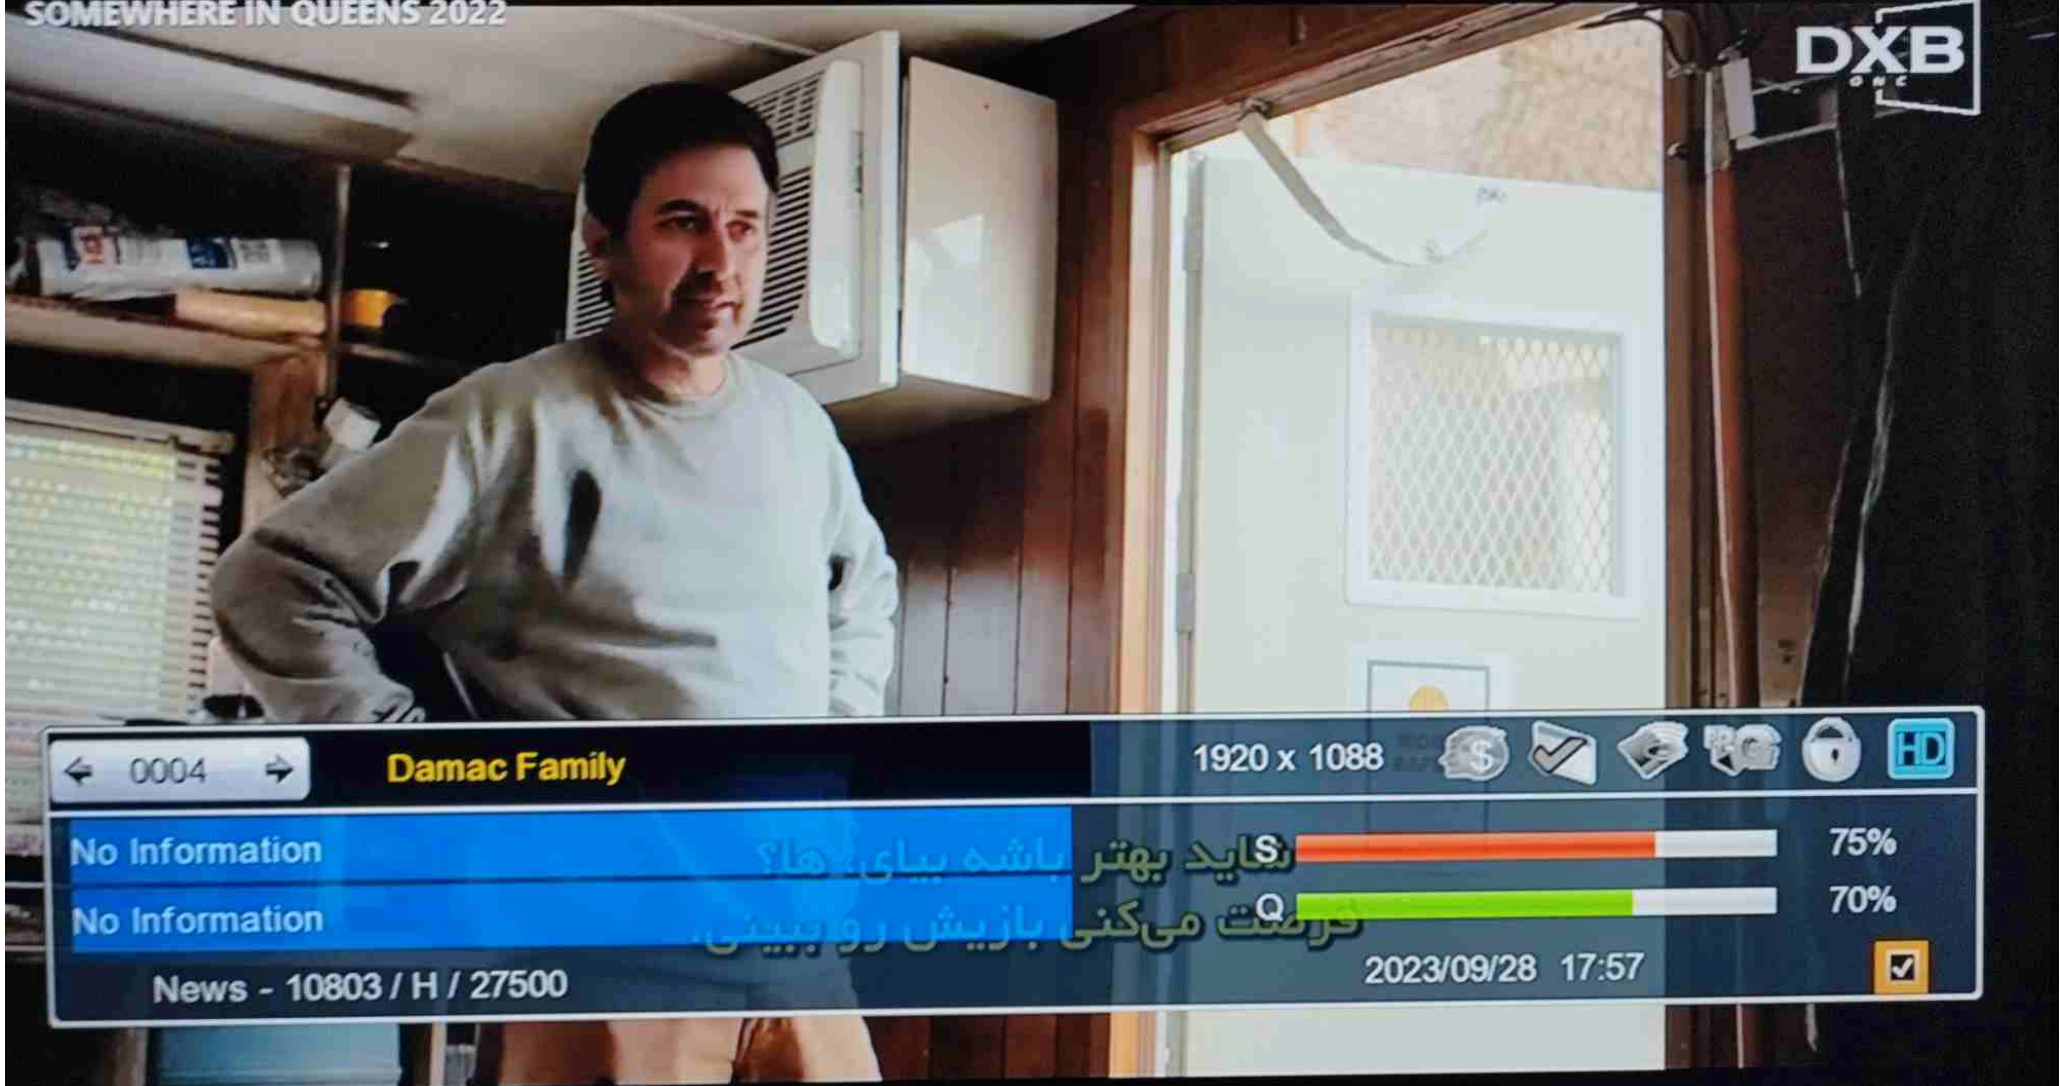 SOMEWHERE IN QUEENS 2022
DXB
ONE
0004
Damac Family
1920 x 1088
HD
No Information
S
75%
شاید بهتر باشه بیای، ها؟
No Information
Q
70%
فرصت می‌کنی بازیش رو ببینی.
News - 10803 / H / 27500
2023/09/28 17:57